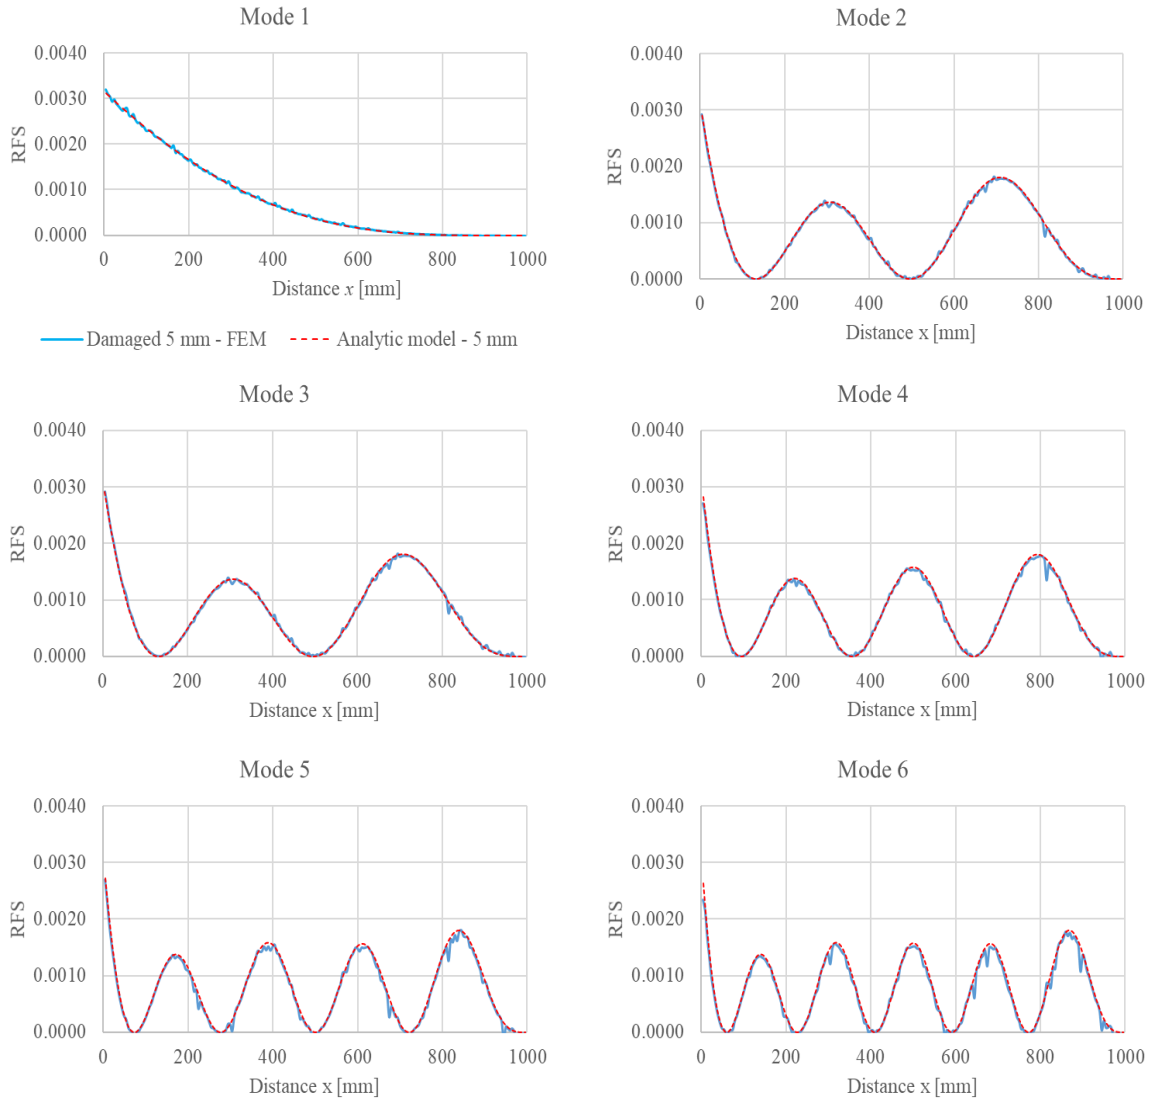 Mode 1
0.0040
0.0030
0.0020
0.0010
0.0000
RFS
0 200 400 600 800 1000
Distance x [mm]
Damaged 5 mm - FEM Analytic model - 5 mm
Mode 2
0.0040
0.0030
0.0020
0.0010
0.0000
RFS
0 200 400 600 800 1000
Distance x [mm]
Mode 3
0.0040
0.0030
0.0020
0.0010
0.0000
RFS
0 200 400 600 800 1000
Distance x [mm]
Mode 4
0.0040
0.0030
0.0020
0.0010
0.0000
RFS
0 200 400 600 800 1000
Distance x [mm]
Mode 5
0.0040
0.0030
0.0020
0.0010
0.0000
RFS
0 200 400 600 800 1000
Distance x [mm]
Mode 6
0.0040
0.0030
0.0020
0.0010
0.0000
RFS
0 200 400 600 800 1000
Distance x [mm]